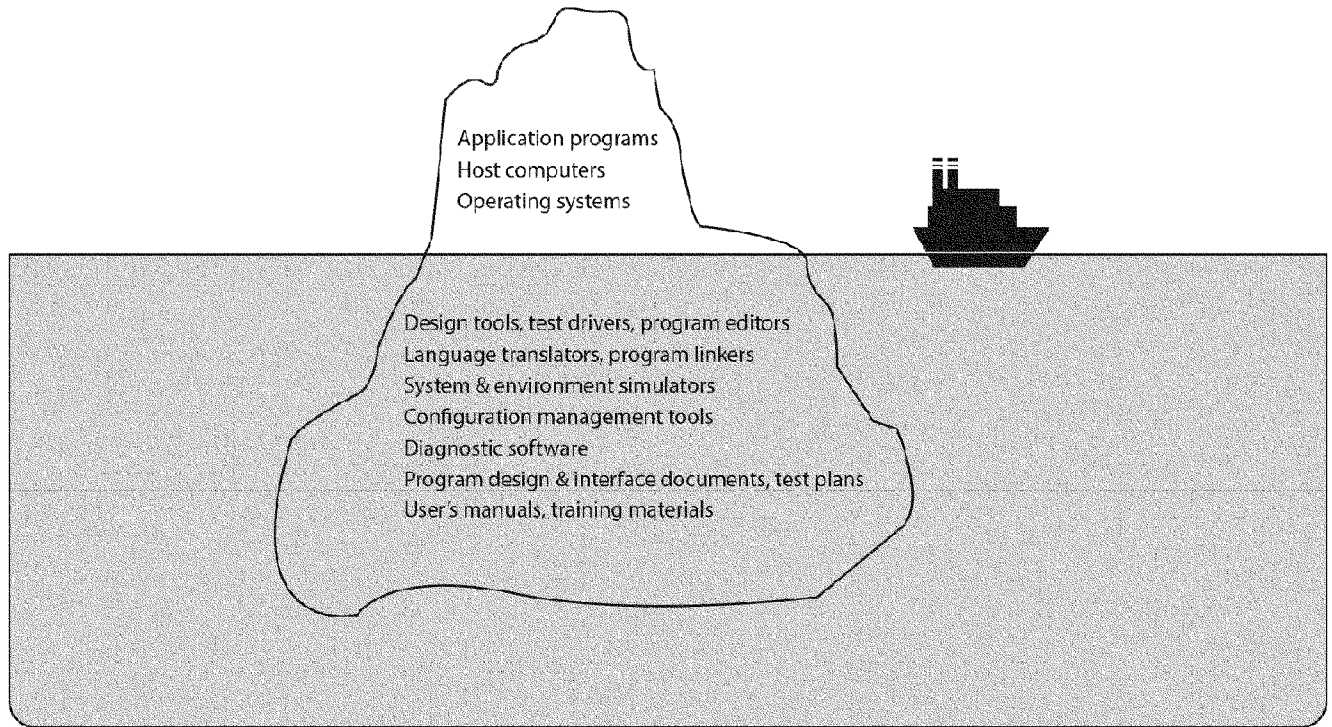 Application programs
Host computers
Operating systems
Design tools, test drivers, program editors
Language translators, program linkers
System & environment simulators
Configuration management tools
Diagnostic software
Program design & interface documents, test plans
User's manuals, training materials